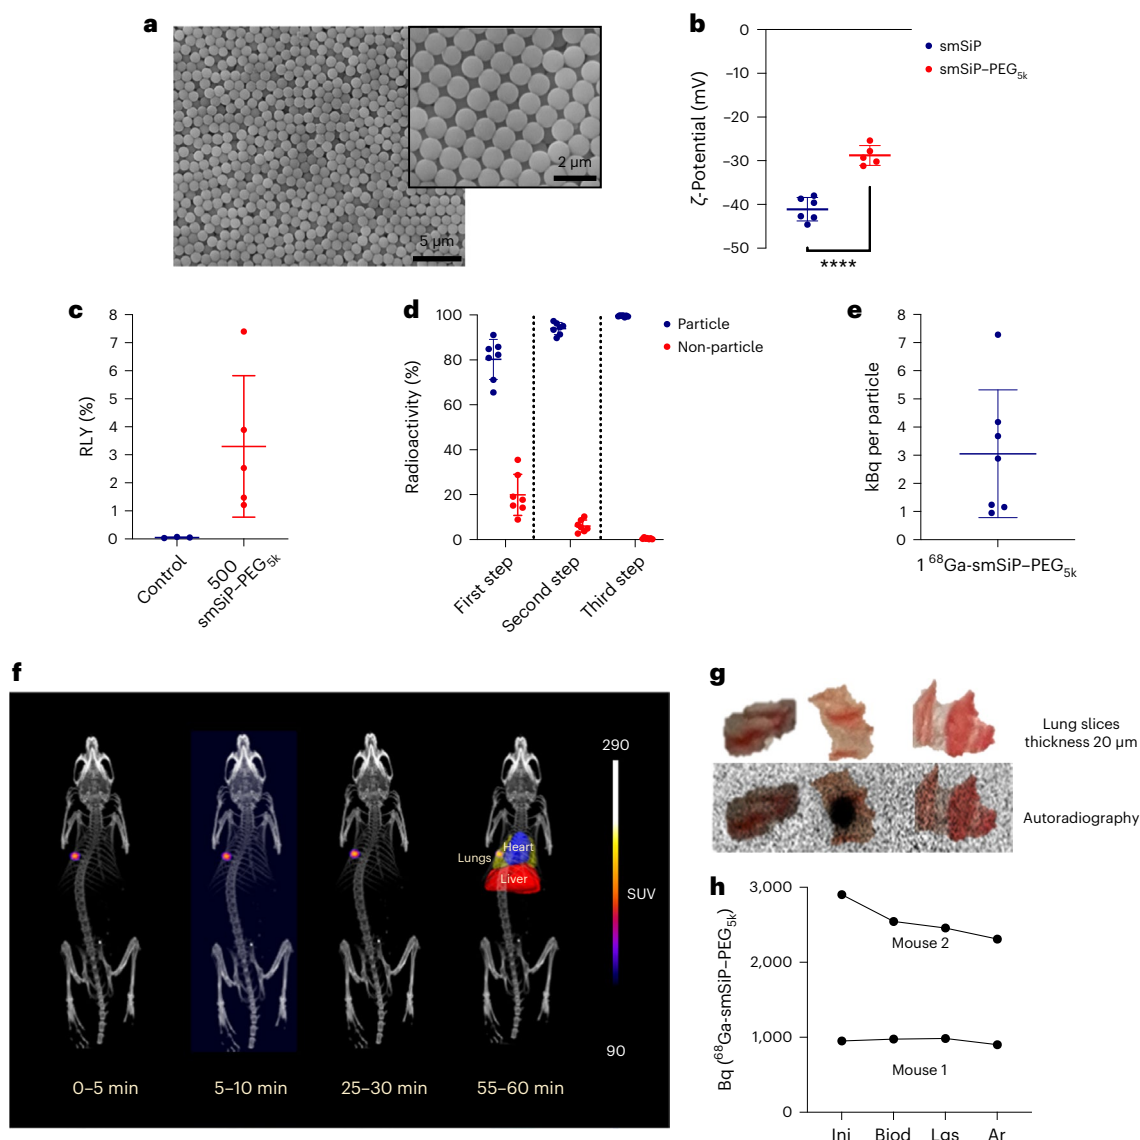 a
2 µm
5 µm
b
0
−10
−20
−30
−40
−50
ζ-Potential (mV)
smSiP
smSiP–PEG5k
****
c
8
7
6
5
4
3
2
1
0
RLY (%)
Control
500
smSiP–PEG5k
d
100
80
60
40
20
0
Radioactivity (%)
First step
Second step
Third step
Particle
Non-particle
e
8
7
6
5
4
3
2
1
0
kBq per particle
1 68Ga-smSiP–PEG5k
f
290
SUV
90
Lungs
Heart
Liver
0–5 min
5–10 min
25–30 min
55–60 min
g
Lung slices
thickness 20 µm
Autoradiography
h
3,000
2,000
1,000
0
Bq (68Ga-smSiP–PEG5k)
Mouse 2
Mouse 1
Inj
Biod
Lgs
Ar